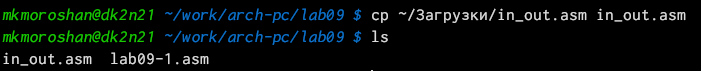 mkmoroshan@dk2n21 ~/work/arch-pc/lab09 $ cp ~/Загрузки/in_out.asm in_out.asm
mkmoroshan@dk2n21 ~/work/arch-pc/lab09 $ ls
in_out.asm  lab09-1.asm